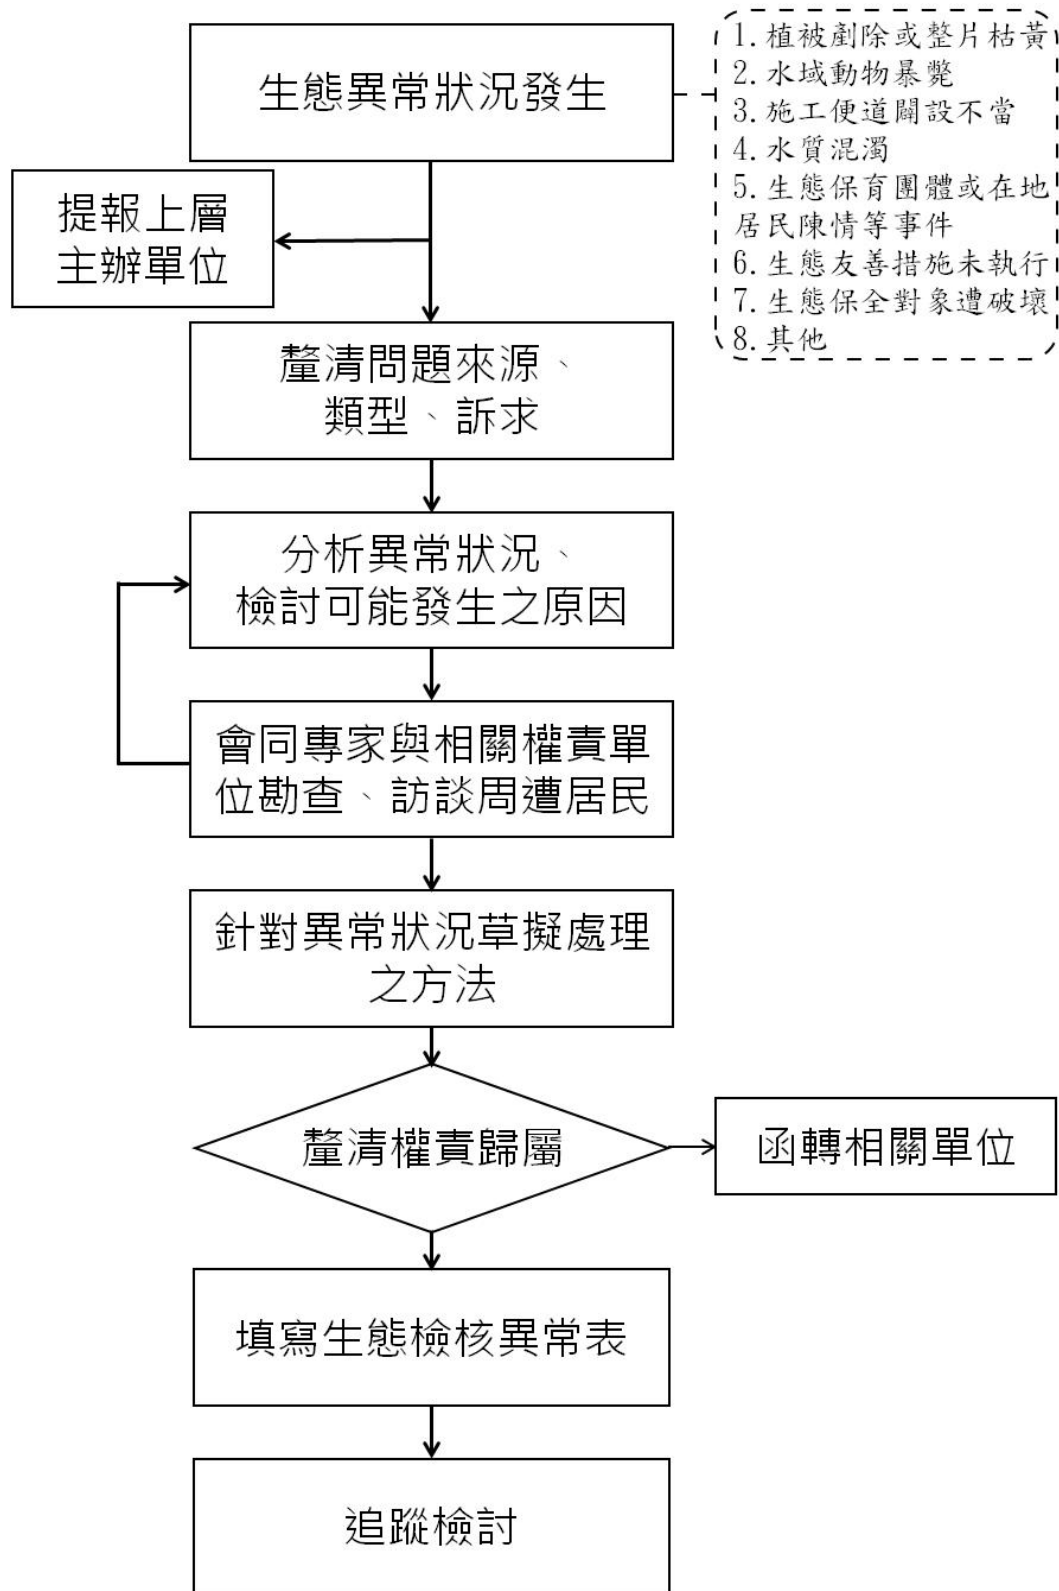 生態異常狀況發生
1.植被剷除或整片枯黃
2.水域動物暴斃
3.施工便道闢設不當
4.水質混濁
5.生態保育團體或在地
居民陳情等事件
6.生態友善措施未執行
7.生態保全對象遭破壞
8.其他
提報上層
主辦單位
釐清問題來源、
類型、訴求
分析異常狀況、
檢討可能發生之原因
會同專家與相關權責單
位勘查、訪談周遭居民
針對異常狀況草擬處理
之方法
釐清權責歸屬
函轉相關單位
填寫生態檢核異常表
追蹤檢討